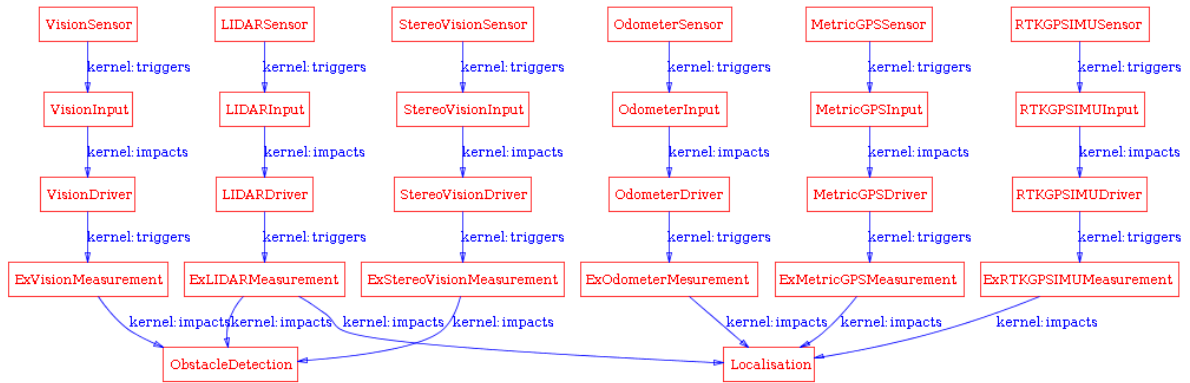 VisionSensor LIDARSensor StereoVisionSensor OdometerSensor MetricGPSSensor RTKGPSIMUSensor
kernel:triggers kernel:triggers kernel:triggers kernel:triggers kernel:triggers kernel:triggers
VisionInput LIDARInput StereoVisionInput OdometerInput MetricGPSInput RTKGPSIMUInput
kernel:impacts kernel:impacts kernel:impacts kernel:impacts kernel:impacts kernel:impacts
VisionDriver LIDARDriver StereoVisionDriver OdometerDriver MetricGPSDriver RTKGPSIMUDriver
kernel:triggers kernel:triggers kernel:triggers kernel:triggers kernel:triggers kernel:triggers
ExVisionMeasurement ExLIDARMeasurement ExStereoVisionMeasurement ExOdometerMesurement ExMetricGPSMeasurement ExRTKGPSIMUMeasurement
kernel:impacts kernel:impacts kernel:impacts kernel:impacts kernel:impacts kernel:impacts kernel:impacts
ObstacleDetection Localisation